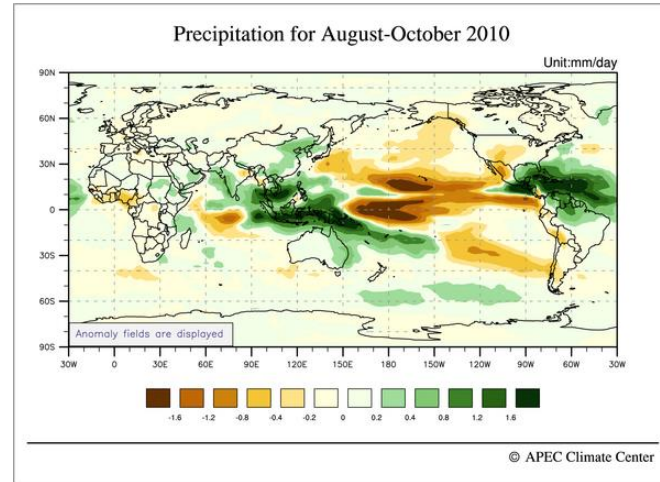 Precipitation for August-October 2010
Unit:mm/day
90N
60N
30N
0
30S
60S
90S
Anomaly fields are displayed
30W 0 30E 60E 90E 120E 150E 180 150W 120W 90W 60W 30W
-1.6 -1.2 -0.8 -0.4 -0.2 0 0.2 0.4 0.8 1.2 1.6
© APEC Climate Center